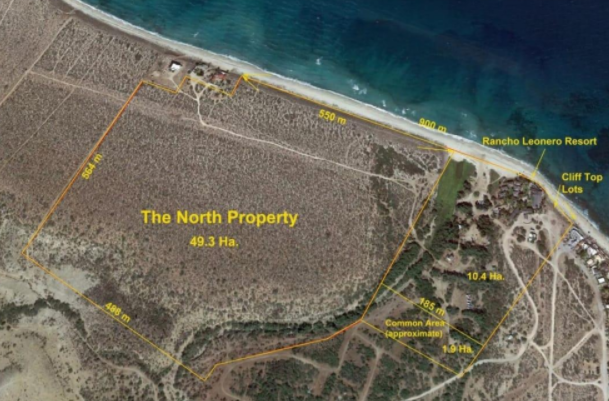 550 m
900 m
Rancho Leonero Resort
Cliff Top
Lots
564 m
The North Property
49.3 Ha.
10.4 Ha.
185 m
486 m
Common Area
(approximate)
1.9 Ha.